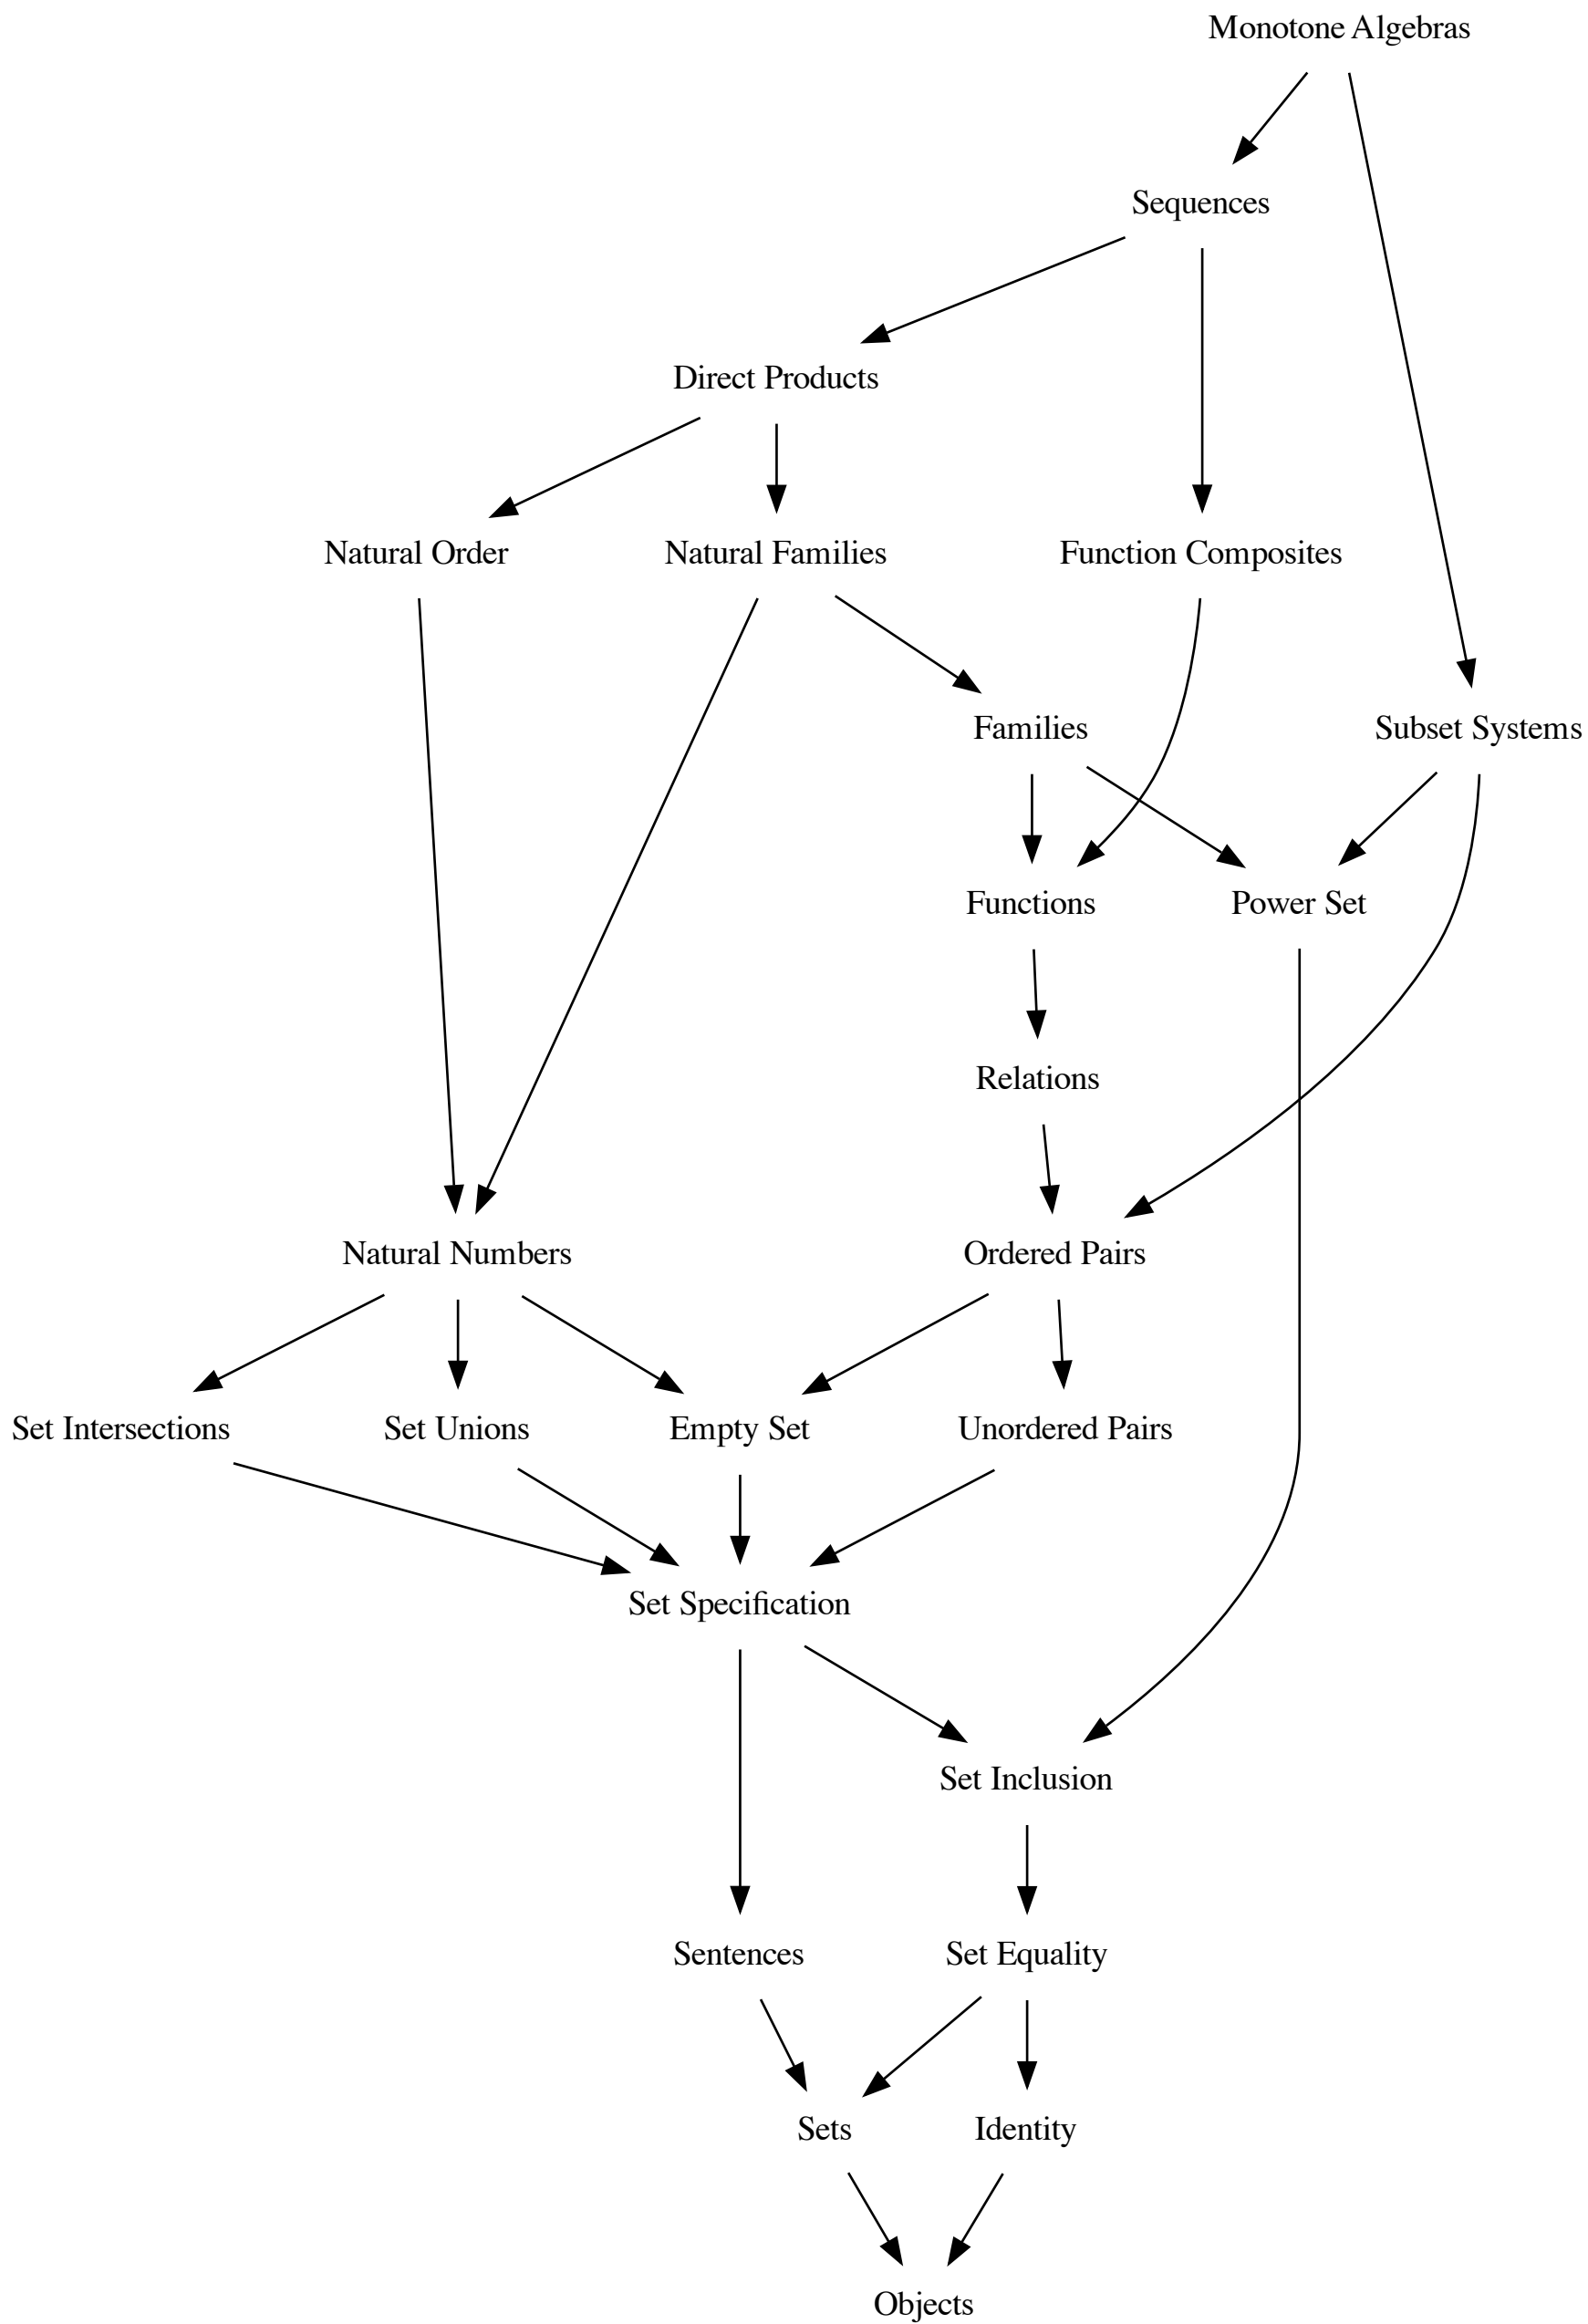 Monotone Algebras
Sequences
Direct Products
Natural Order
Natural Families
Function Composites
Families
Subset Systems
Functions
Power Set
Relations
Natural Numbers
Ordered Pairs
Set Intersections
Set Unions
Empty Set
Unordered Pairs
Set Specification
Set Inclusion
Sentences
Set Equality
Sets
Identity
Objects